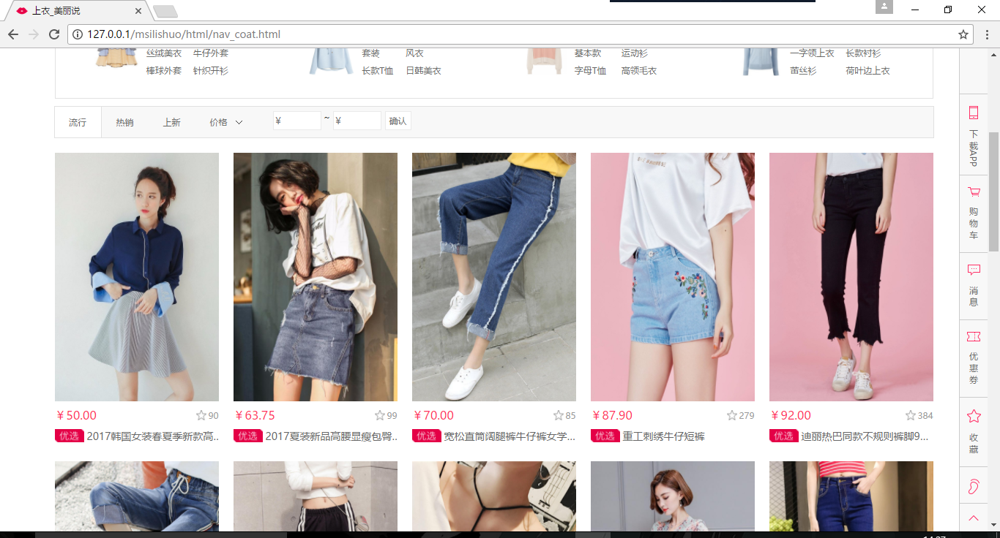 上衣_美丽说
127.0.0.1/msilishuo/html/nav_coat.html
丝绒美衣 牛仔外套 套装 风衣 基本款 运动衫 一字领上衣 长款衬衫
棒球外套 针织开衫 长款T恤 日韩美衣 字母T恤 高领毛衣 蕾丝衫 荷叶边上衣
流行 热销 上新 价格 ¥ ~ ¥ 确认
下载APP
购物车
消息
优惠券
收藏
¥50.00 90 ¥63.75 99 ¥70.00 85 ¥87.90 279 ¥92.00 384
优选 2017韩国女装春夏季新款高... 优选 2017夏装新品高腰显瘦包臀... 优选 宽松直筒阔腿裤牛仔裤女学... 优选 重工刺绣牛仔短裤 优选 迪丽热巴同款不规则裤脚9...